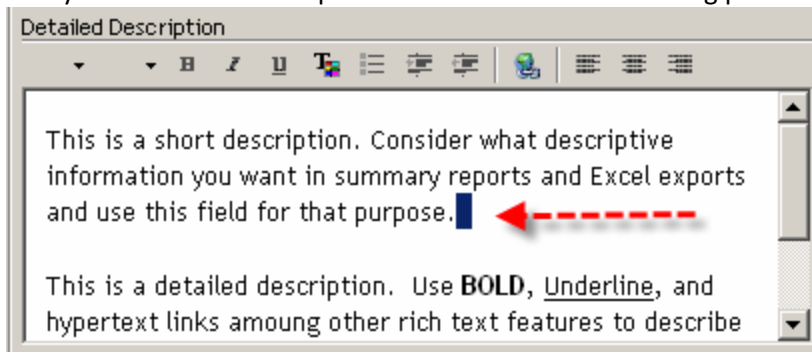 Detailed Description
B I U T
This is a short description. Consider what descriptive
information you want in summary reports and Excel exports
and use this field for that purpose.
This is a detailed description.  Use BOLD, Underline, and
hypertext links amoung other rich text features to describe